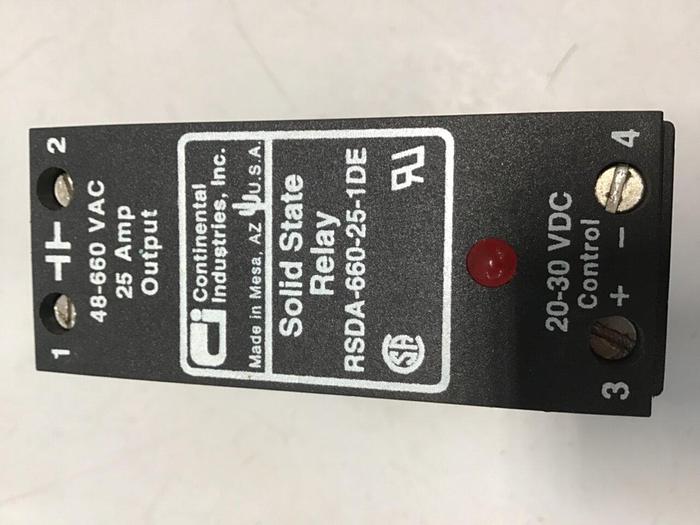 1 2
48-660 VAC
25 Amp
Output
Continental
Industries, Inc.
Made in Mesa, AZ U.S.A.
Solid State
Relay
RSDA-660-25-1DE
20-30 VDC
Control
+ −
3 4